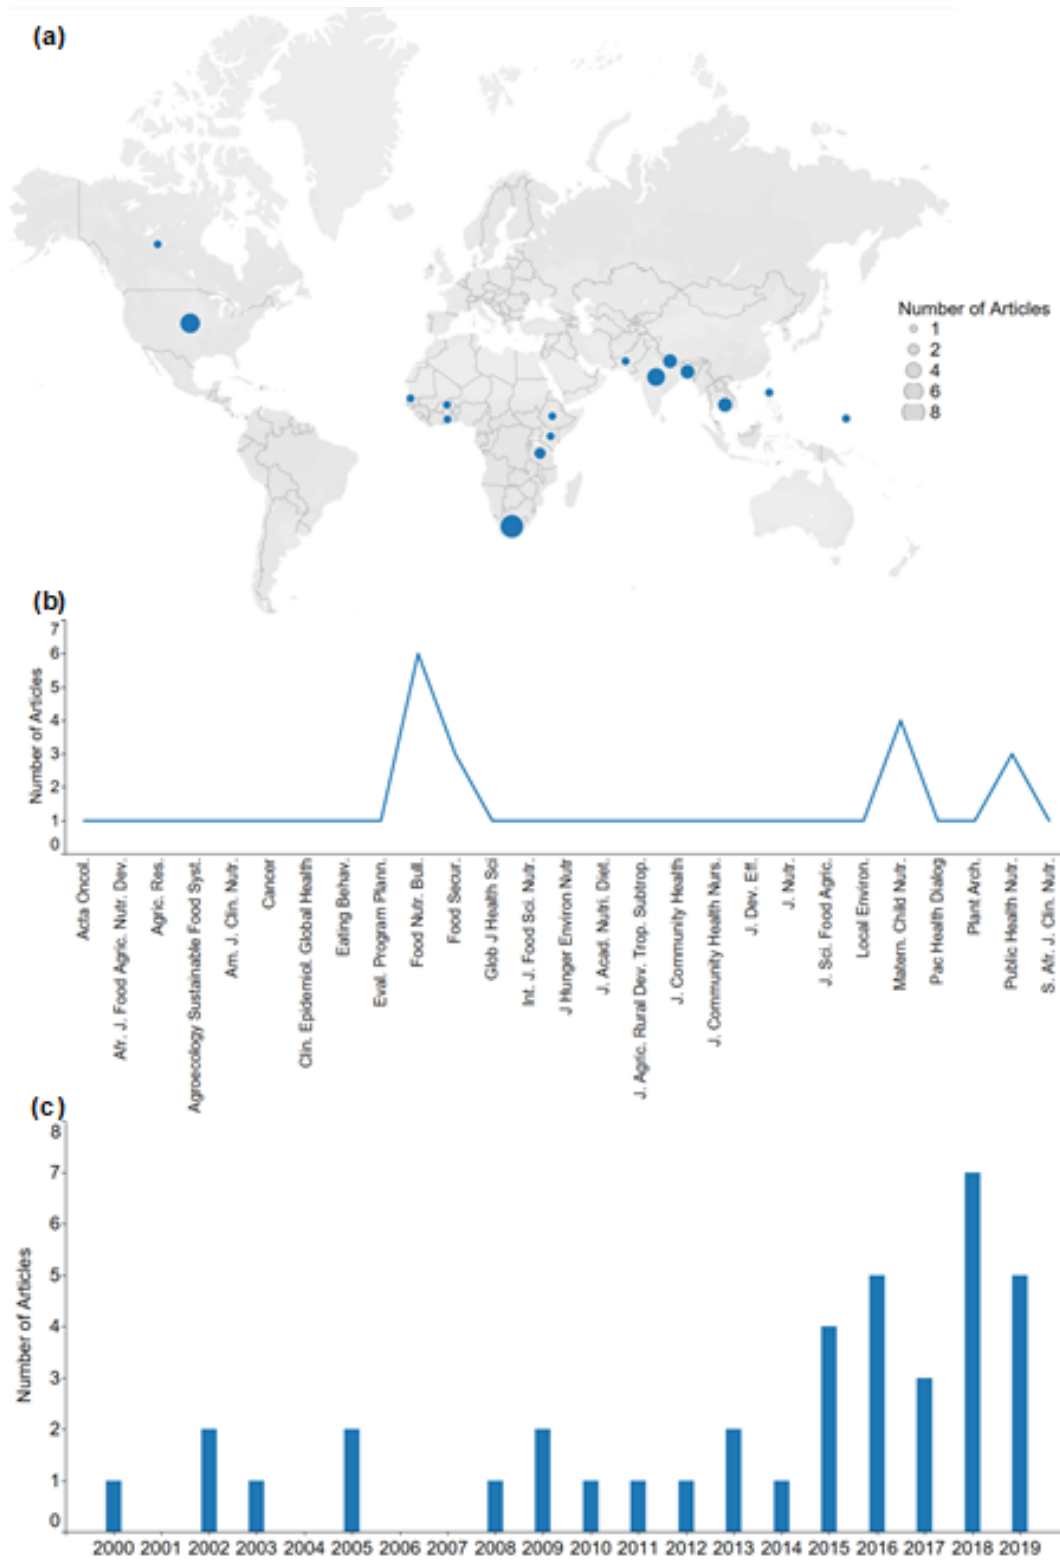 (a)
Number of Articles
1
2
4
6
8
(b)
Number of Articles
7
6
5
4
3
2
1
0
Acta Oncol.
Afr. J. Food Agric. Nutr. Dev.
Agric. Res.
Agroecology Sustainable Food Syst.
Am. J. Clin. Nutr.
Cancer
Clin. Epidemiol. Global Health
Eating Behav.
Eval. Program Plann.
Food Nutr. Bull.
Food Secur.
Glob J Health Sci
Int. J. Food Sci. Nutr.
J Hunger Environ Nutr
J. Acad. Nutri. Diet.
J. Agric. Rural Dev. Trop. Subtrop.
J. Community Health
J. Community Health Nurs.
J. Dev. Eff.
J. Nutr.
J. Sci. Food Agric.
Local Environ.
Matern. Child Nutr.
Pac Health Dialog
Plant Arch.
Public Health Nutr.
S. Afr. J. Clin. Nutr.
(c)
Number of Articles
8
7
6
5
4
3
2
1
0
2000 2001 2002 2003 2004 2005 2006 2007 2008 2009 2010 2011 2012 2013 2014 2015 2016 2017 2018 2019